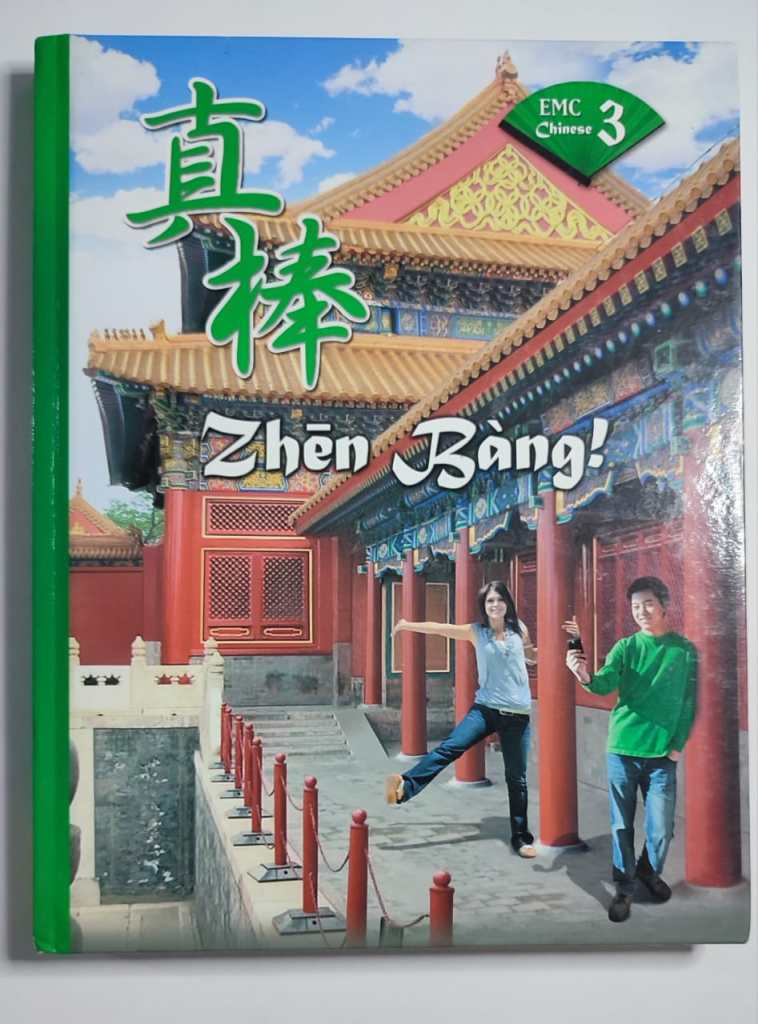 真
棒
EMC
Chinese 3
Zhēn Bàng!